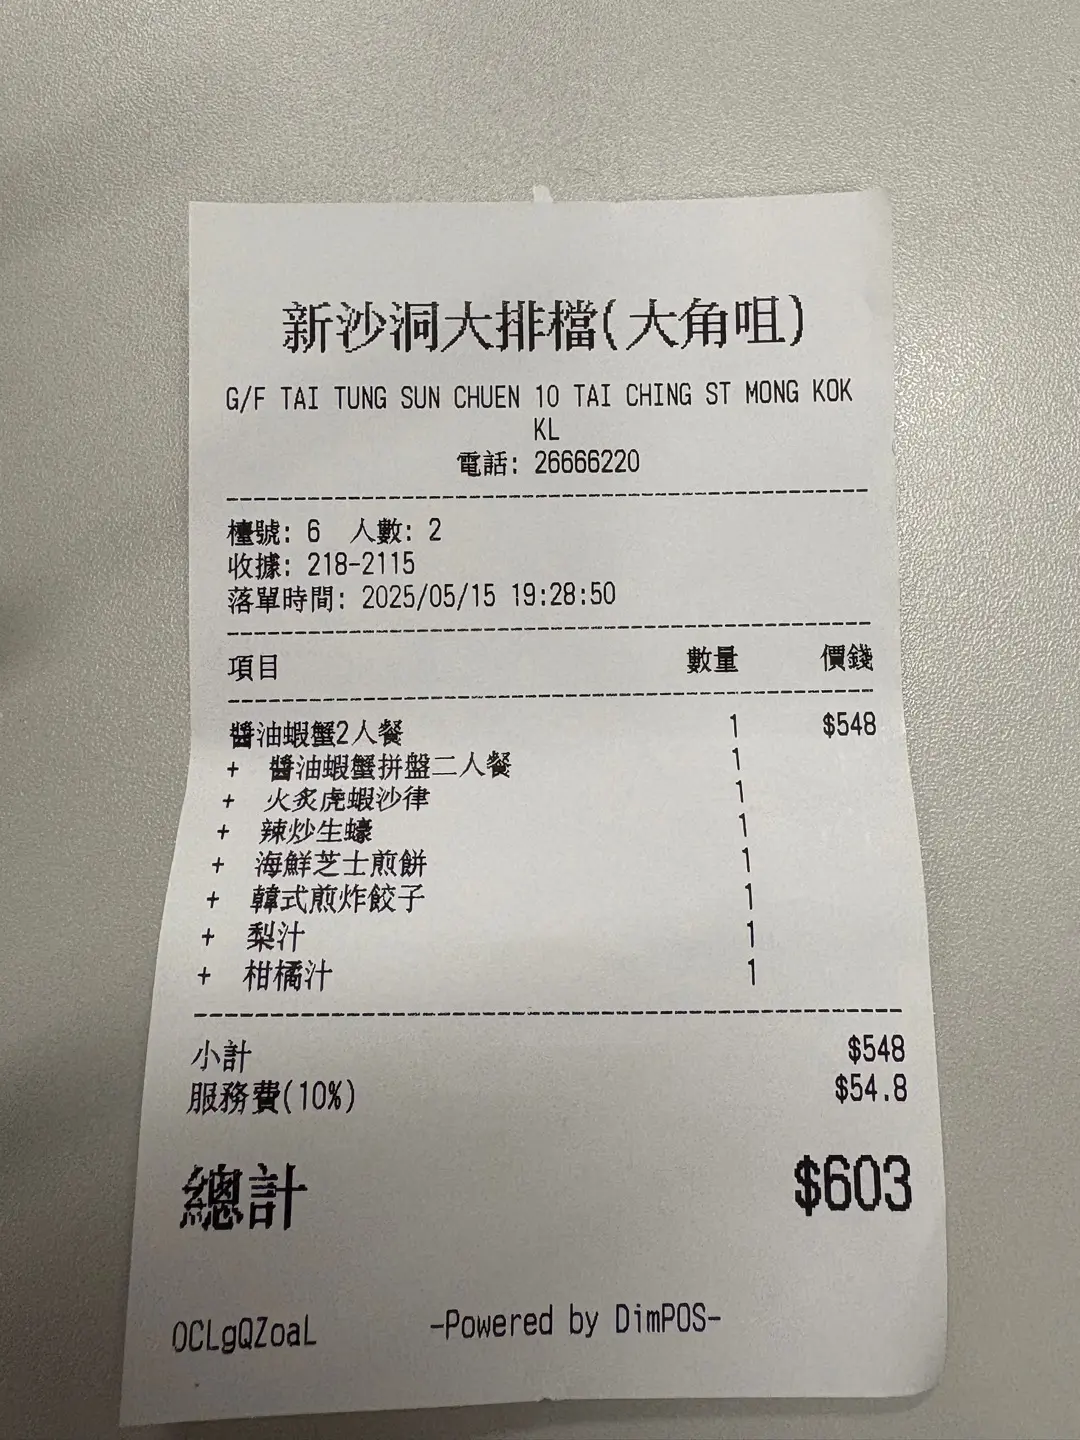 新沙洞大排檔(大角咀)
G/F TAI TUNG SUN CHUEN 10 TAI CHING ST MONG KOK
KL
電話: 26666220
檯號: 6 人數: 2
收據: 218-2115
落單時間: 2025/05/15 19:28:50
項目 數量 價錢
醬油蝦蟹2人餐 1 $548
+ 醬油蝦蟹拼盤二人餐 1
+ 火炙虎蝦沙律 1
+ 辣炒生蠔 1
+ 海鮮芝士煎餅 1
+ 韓式煎炸餃子 1
+ 梨汁 1
+ 柑橘汁 1
小計 $548
服務費(10%) $54.8
總計 $603
OCLgQZoaL -Powered by DimPOS-